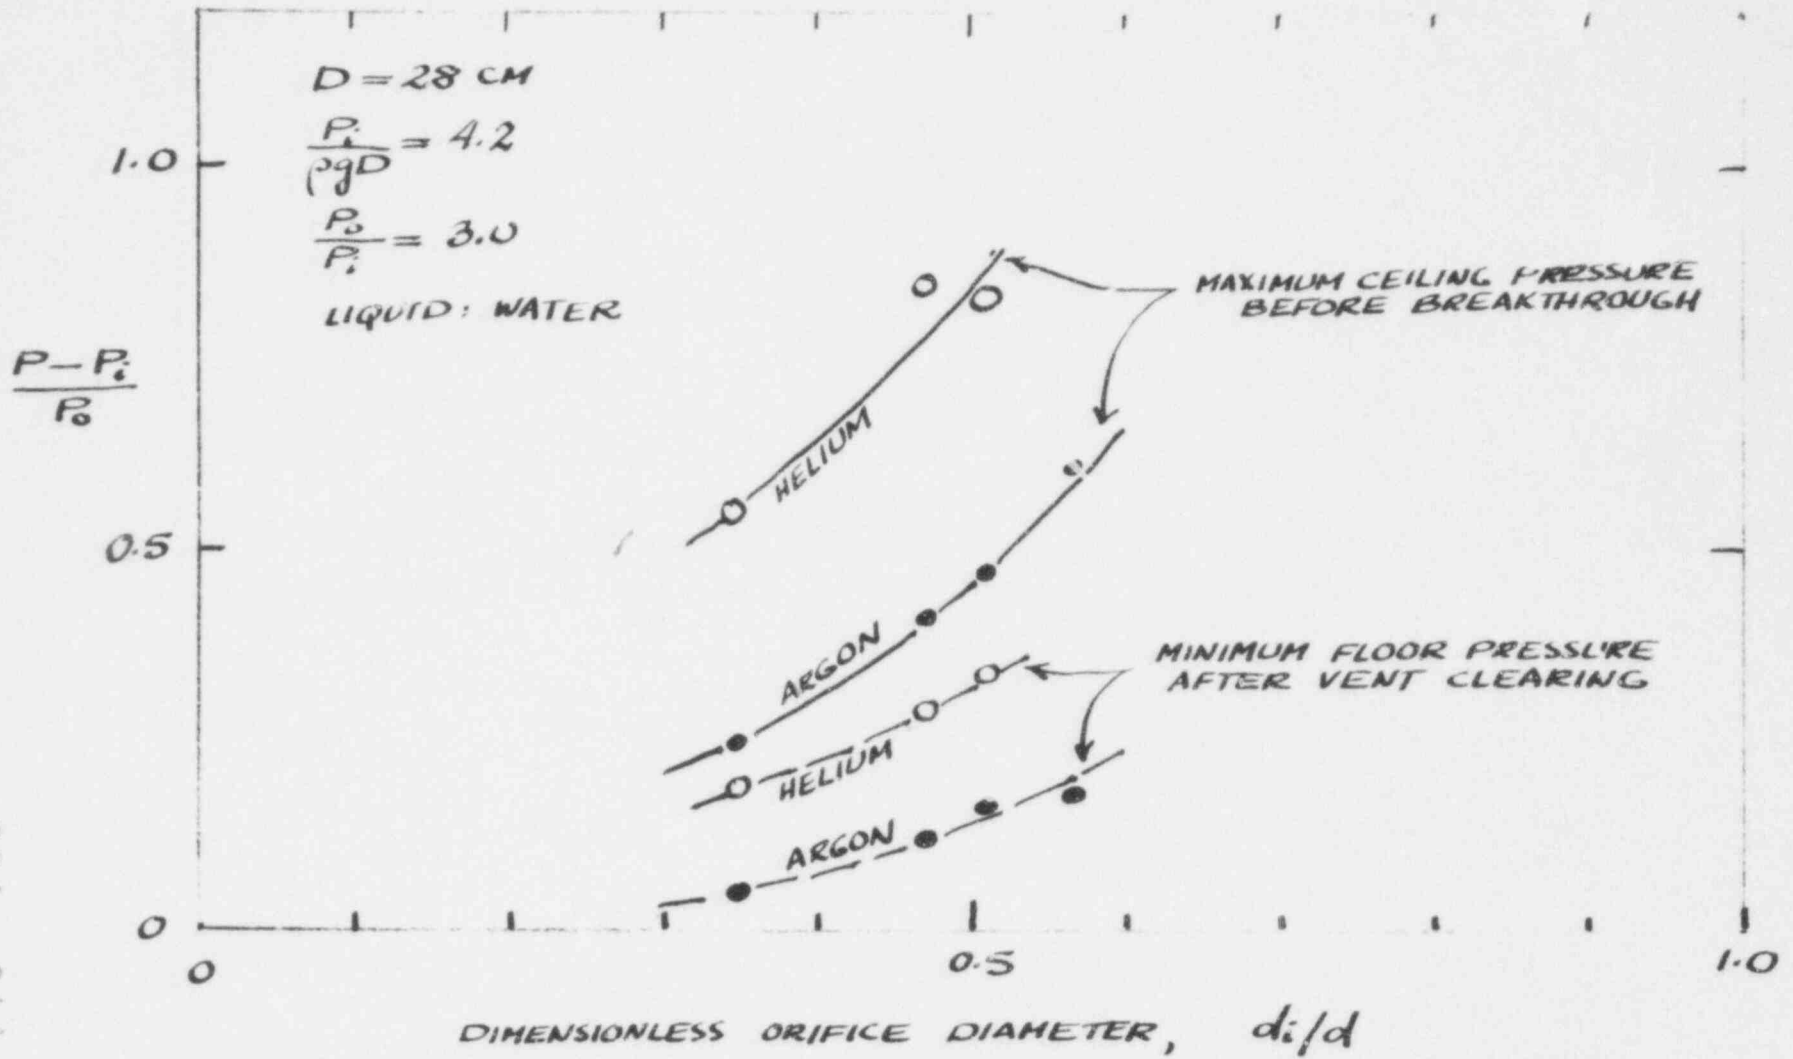 D = 28 CM
Pi/ρgD = 4.2
1.0
Po/Pi = 3.0
LIQUID: WATER
MAXIMUM CEILING PRESSURE
BEFORE BREAKTHROUGH
P-Pi/Po
HELIUM
0.5
ARGON
MINIMUM FLOOR PRESSURE
AFTER VENT CLEARING
HELIUM
ARGON
0
0
0.5
1.0
DIMENSIONLESS ORIFICE DIAMETER, di/d